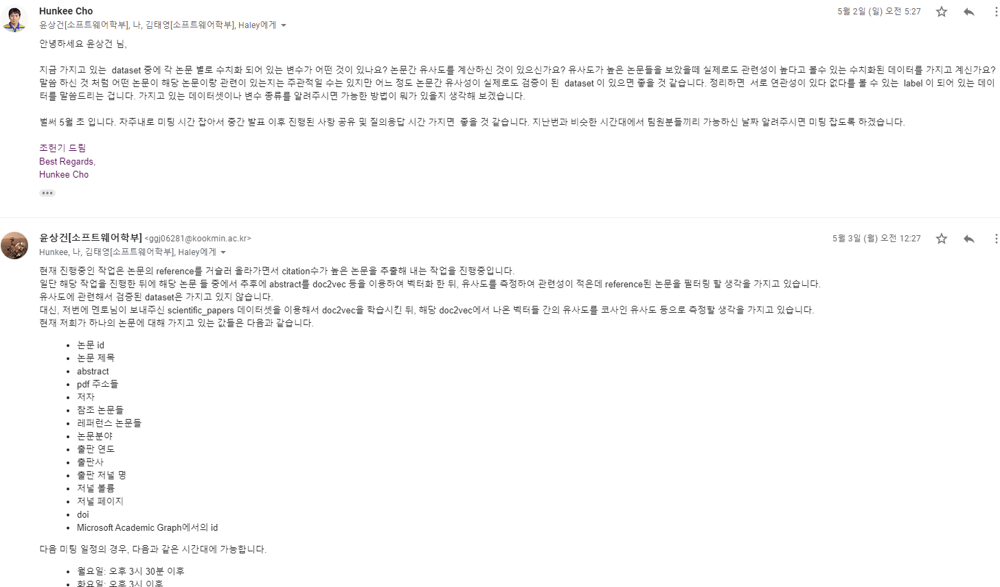 Hunkee Cho
5월 2일 (일) 오전 5:27
윤상건[소프트웨어학부], 나, 김태영[소프트웨어학부], Haley에게
안녕하세요 윤상건 님,
지금 가지고 있는 dataset 중에 각 논문 별로 수치화 되어 있는 변수가 어떤 것이 있나요? 논문간 유사도를 계산하신 것이 있으신가요? 유사도가 높은 논문들을 보았을떼 실제로도 관련성이 높다고 볼수 있는 수치화된 데이터를 가지고 계신가요?
말씀 하신 것 처럼 어떤 논문이 해당 논문이랑 관련이 있는지는 주관적일 수는 있지만 어느 정도 논문간 유사성이 실제로도 검증이 된 dataset 이 있으면 좋을 것 같습니다. 정리하면 서로 연관성이 있다 없다를 볼 수 있는 label 이 되어 있는 데이
터를 말씀드리는 겁니다. 가지고 있는 데이터셋이나 변수 종류를 알려주시면 가능한 방법이 뭐가 있을지 생각해 보겠습니다.
벌써 5월 초 입니다. 차주내로 미팅 시간 잡아서 중간 발표 이후 진행된 사항 공유 및 질의응답 시간 가지면 좋을 것 같습니다. 지난번과 비슷한 시간대에서 팀원분들끼리 가능하신 날짜 알려주시면 미팅 잡도록 하겠습니다.
조헌기 드림
Best Regards,
Hunkee Cho
윤상건[소프트웨어학부] <ggj06281@kookmin.ac.kr>
5월 3일 (월) 오전 12:27
Hunkee, 나, 김태영[소프트웨어학부], Haley에게
현재 진행중인 작업은 논문의 reference를 거슬러 올라가면서 citation수가 높은 논문을 추출해 내는 작업을 진행중입니다.
일단 해당 작업을 진행한 뒤에 해당 논문 들 중에서 추후에 abstract를 doc2vec 등을 이용하여 벡터화 한 뒤, 유사도를 측정하여 관련성이 적은데 reference된 논문을 필터링 할 생각을 가지고 있습니다.
유사도에 관련해서 검증된 dataset은 가지고 있지 않습니다.
대신, 저번에 멘토님이 보내주신 scientific_papers 데이터셋을 이용해서 doc2vec을 학습시킨 뒤, 해당 doc2vec에서 나온 벡터들 간의 유사도를 코사인 유사도 등으로 측정할 생각을 가지고 있습니다.
현재 저희가 하나의 논문에 대해 가지고 있는 값들은 다음과 같습니다.
• 논문 id
• 논문 제목
• abstract
• pdf 주소들
• 저자
• 참조 논문들
• 레퍼런스 논문들
• 논문분야
• 출판 연도
• 출판사
• 출판 저널 명
• 저널 볼륨
• 저널 페이지
• doi
• Microsoft Academic Graph에서의 id
다음 미팅 일정의 경우, 다음과 같은 시간대에 가능합니다.
• 월요일: 오후 3시 30분 이후
• 화요일: 오후 3시 이후